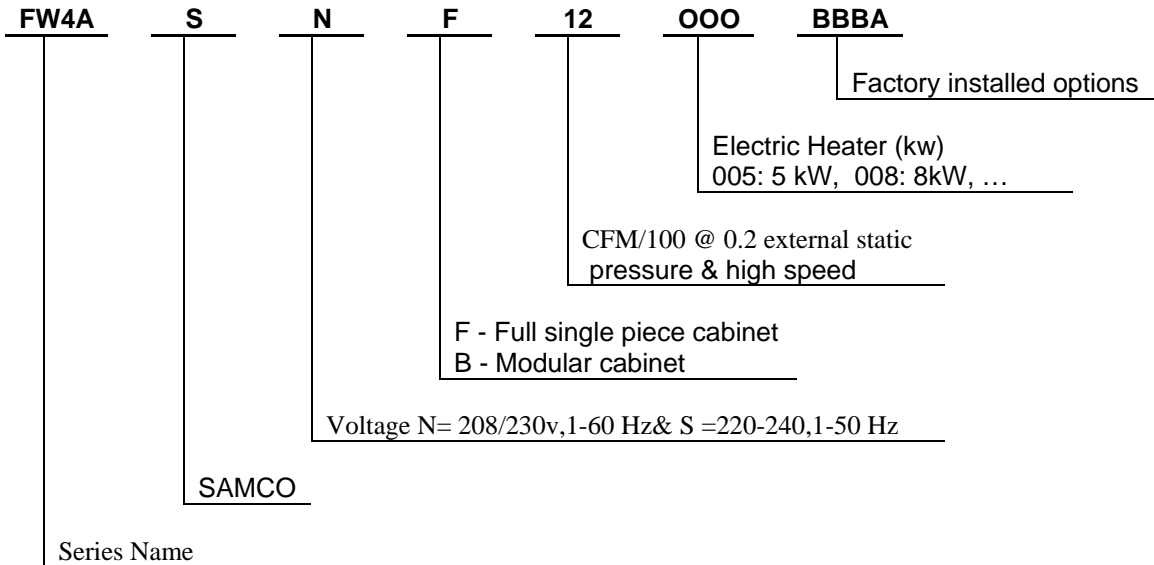 FW4A S N F 12 OOO BBBA
Factory installed options
Electric Heater (kw)
005: 5 kW, 008: 8kW, …
CFM/100 @ 0.2 external static
pressure & high speed
F - Full single piece cabinet
B - Modular cabinet
Voltage N= 208/230v,1-60 Hz& S =220-240,1-50 Hz
SAMCO
Series Name